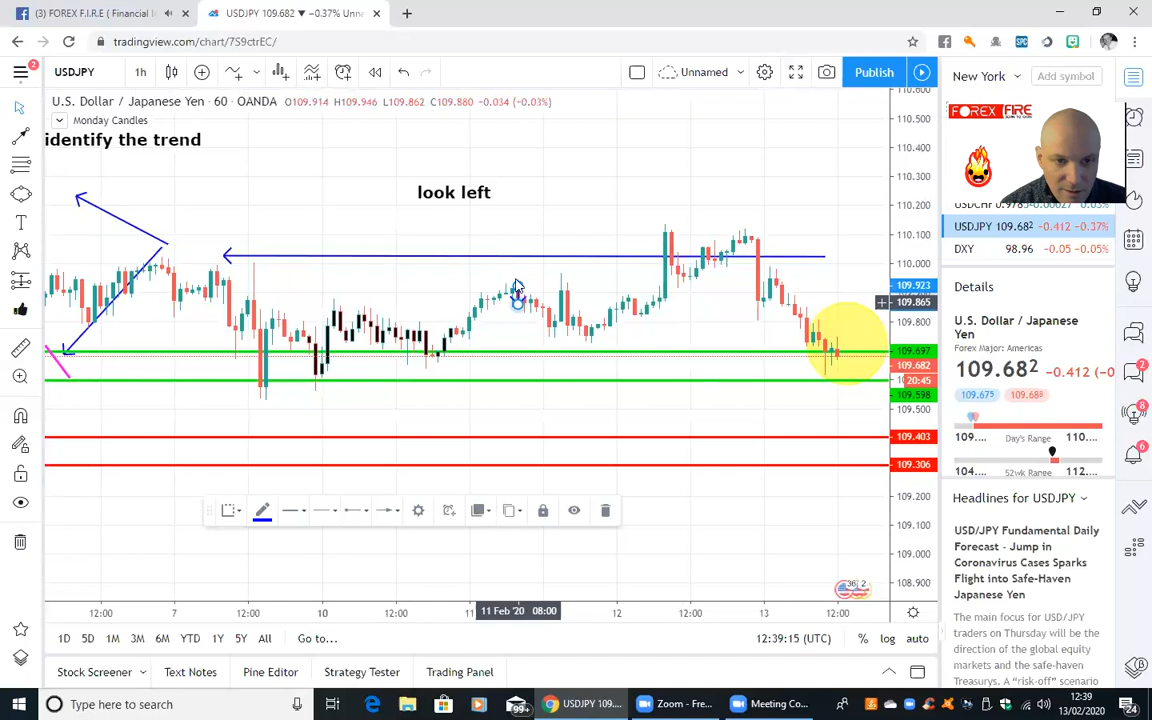 (3) FOREX F.I.R.E ( Financial
USDJPY 109.682 ▼ −0.37% Unna
tradingview.com/chart/7S9ctrEC/
2
USDJPY
1h
Unnamed
Publish
New York
Add symbol
U.S. Dollar / Japanese Yen · 60 · OANDA O109.914 H109.946 L109.862 C109.880 −0.034 (−0.03%)
Monday Candles
identify the trend
look left
FOREX FIRE
110.500
110.400
110.300
110.200
110.100
110.000
109.923
109.865
109.800
109.697
109.682
20:45
109.598
109.500
109.403
109.306
109.200
109.100
109.000
108.900
USDJPY 109.68² −0.412 −0.37%
DXY 98.96 −0.05 −0.05%
Details
U.S. Dollar / Japanese
Yen
Forex Major: Americas
109.68² −0.412 (−0
109.67⁵ 109.68⁸
109.... Day's Range 110....
104.... 52wk Range 112....
Headlines for USDJPY
USD/JPY Fundamental Daily
Forecast - Jump in
Coronavirus Cases Sparks
Flight into Safe-Haven
Japanese Yen
The main focus for USD/JPY
traders on Thursday will be the
direction of the global equity
markets and the safe-haven
Treasurys. A "risk-off" scenario
12:00 7 12:00 10 12:00 11 11 Feb '20 08:00 12 12:00 13 12:00
1D 5D 1M 3M 6M YTD 1Y 5Y All Go to...
12:39:15 (UTC) % log auto
Stock Screener Text Notes Pine Editor Strategy Tester Trading Panel
Type here to search
99+
USDJPY 109....
Zoom - Fre...
Meeting Co...
12:39
13/02/2020
24